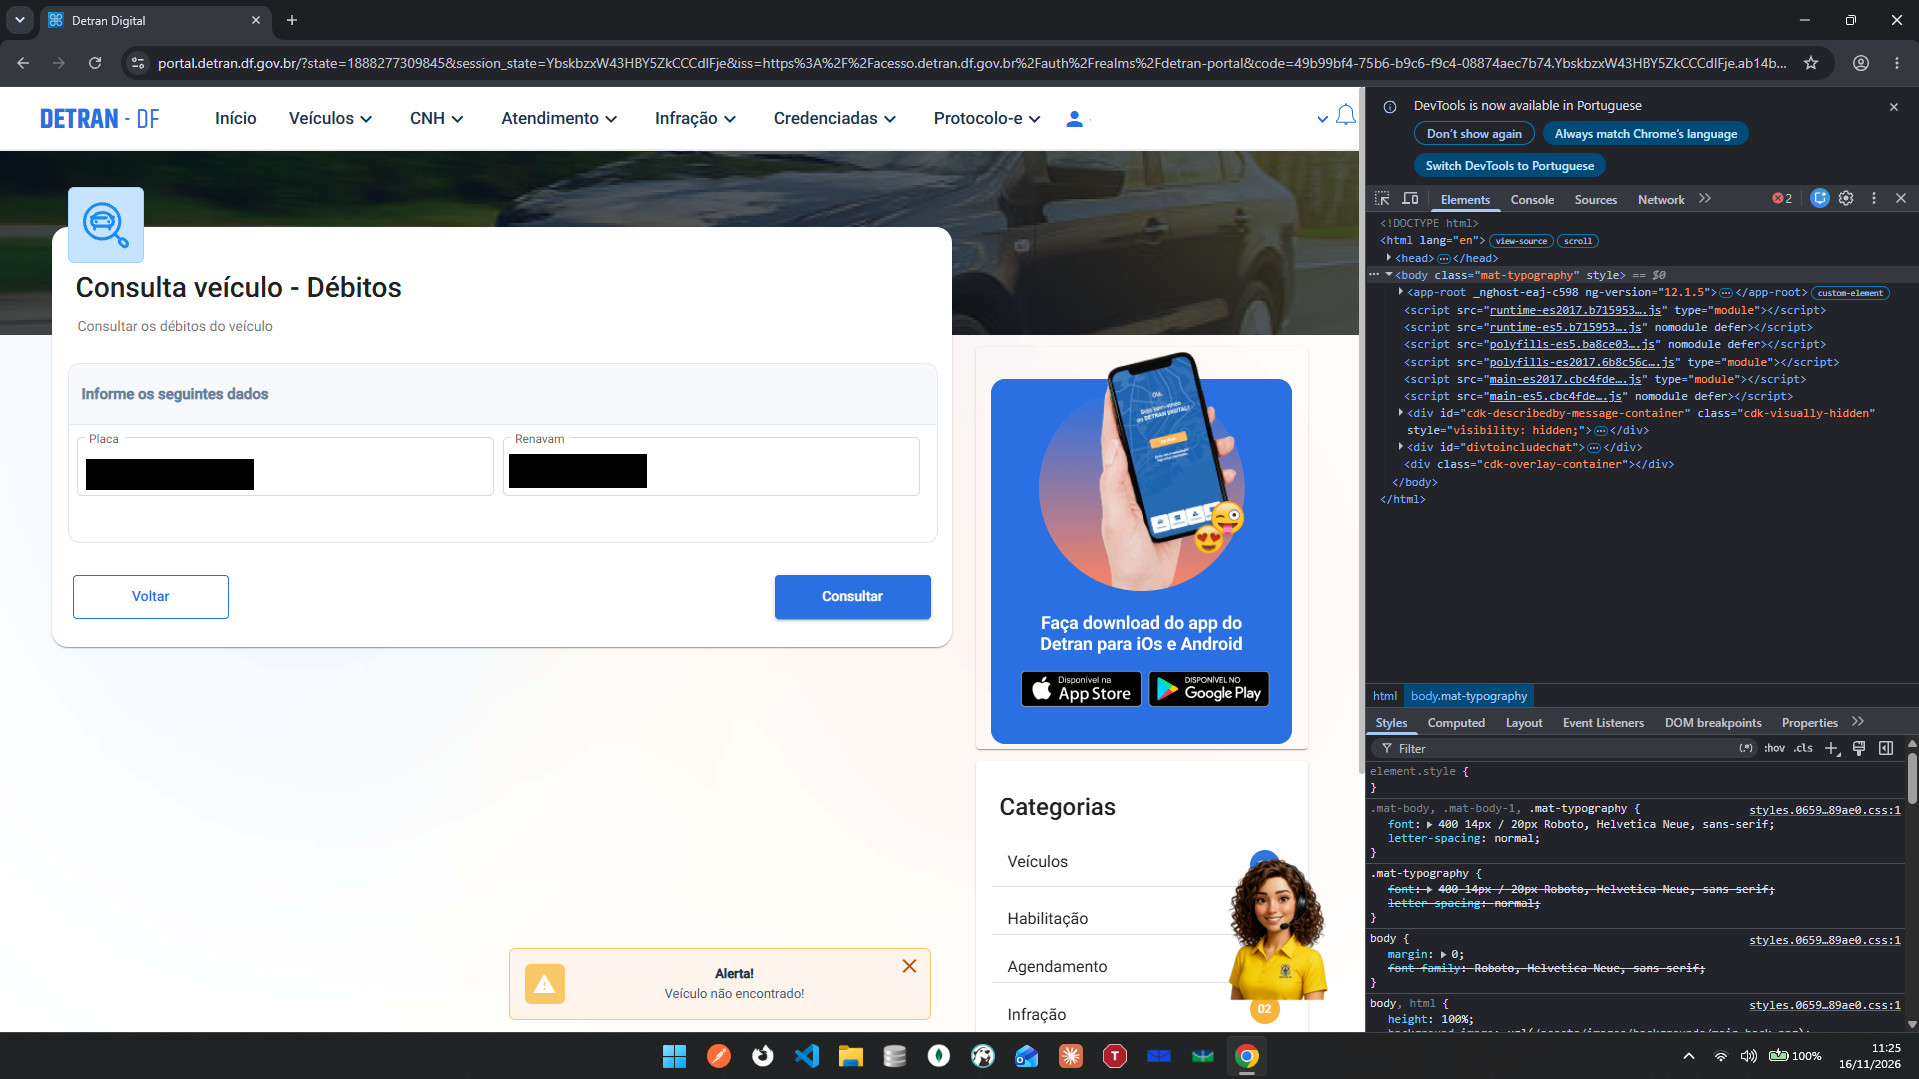 Detran Digital
portal.detran.df.gov.br/?state=1888277309845&session_state=YbskbzxW43HBY5ZkCCCdlFje&iss=https%3A%2F%2Facesso.detran.df.gov.br%2Fauth%2Frealms%2Fdetran-portal&code=49b99bf4-75b6-b9c6-f9c4-08874aec7b74.YbskbzxW43HBY5ZkCCCdlFje.ab14b...
DETRAN - DF
Início Veículos CNH Atendimento Infração Credenciadas Protocolo-e
Consulta veículo - Débitos
Consultar os débitos do veículo
Informe os seguintes dados
Placa Renavam
Voltar Consultar
Olá,
Seja bem-vindo
ao DETRAN DIGITAL!
Faça download do app do
Detran para iOs e Android
Disponível na
App Store
DISPONÍVEL NO
Google Play
Categorias
Veículos
Habilitação
Agendamento
Infração
02
Alerta!
Veículo não encontrado!
DevTools is now available in Portuguese
Don't show again Always match Chrome's language
Switch DevTools to Portuguese
Elements Console Sources Network 2
<!DOCTYPE html>
<html lang="en"> view-source scroll
<head> </head>
<body class="mat-typography" style> == $0
<app-root _nghost-eaj-c598 ng-version="12.1.5"> </app-root> custom-element
<script src="runtime-es2017.b715953….js" type="module"></script>
<script src="runtime-es5.b715953….js" nomodule defer></script>
<script src="polyfills-es5.ba8ce03….js" nomodule defer></script>
<script src="polyfills-es2017.6b8c56c….js" type="module"></script>
<script src="main-es2017.cbc4fde….js" type="module"></script>
<script src="main-es5.cbc4fde….js" nomodule defer></script>
<div id="cdk-describedby-message-container" class="cdk-visually-hidden"
style="visibility: hidden;"> </div>
<div id="divtoincludechat"> </div>
<div class="cdk-overlay-container"></div>
</body>
</html>
html body.mat-typography
Styles Computed Layout Event Listeners DOM breakpoints Properties
Filter (.*) :hov .cls
element.style {
}
.mat-body, .mat-body-1, .mat-typography { styles.0659…89ae0.css:1
font: 400 14px / 20px Roboto, Helvetica Neue, sans-serif;
letter-spacing: normal;
}
.mat-typography {
font: 400 14px / 20px Roboto, Helvetica Neue, sans-serif;
letter-spacing: normal;
}
body { styles.0659…89ae0.css:1
margin: 0;
font-family: Roboto, Helvetica Neue, sans-serif;
}
body, html { styles.0659…89ae0.css:1
height: 100%;
T
100%
11:25
16/11/2026